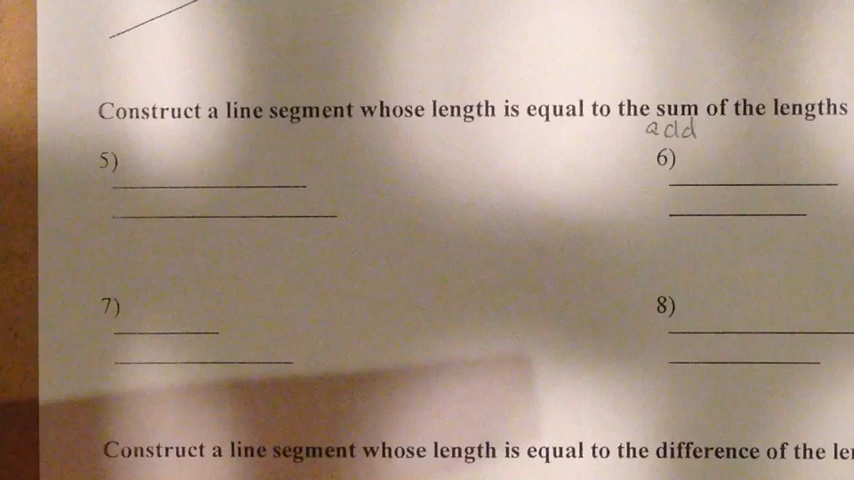 Construct a line segment whose length is equal to the sum of the lengths
add
5)
6)
7)
8)
Construct a line segment whose length is equal to the difference of the